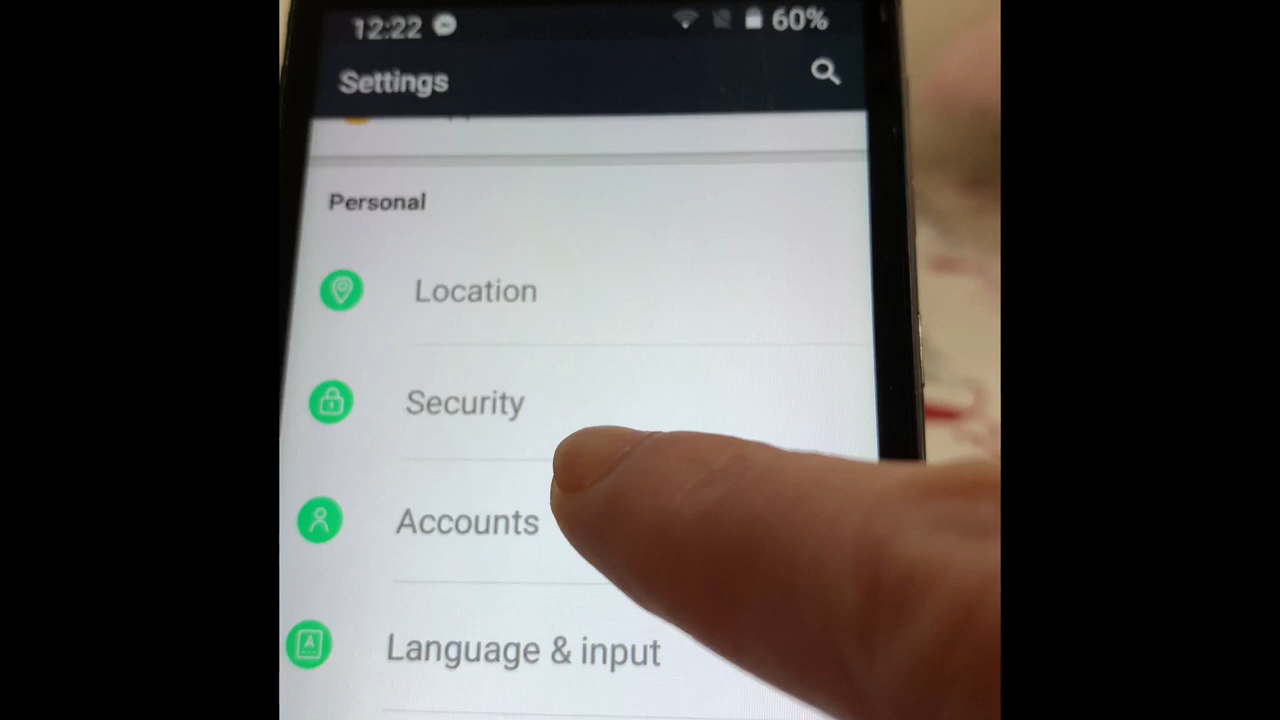 12:22 60%
Settings
Personal
Location
Security
Accounts
A
Language & input